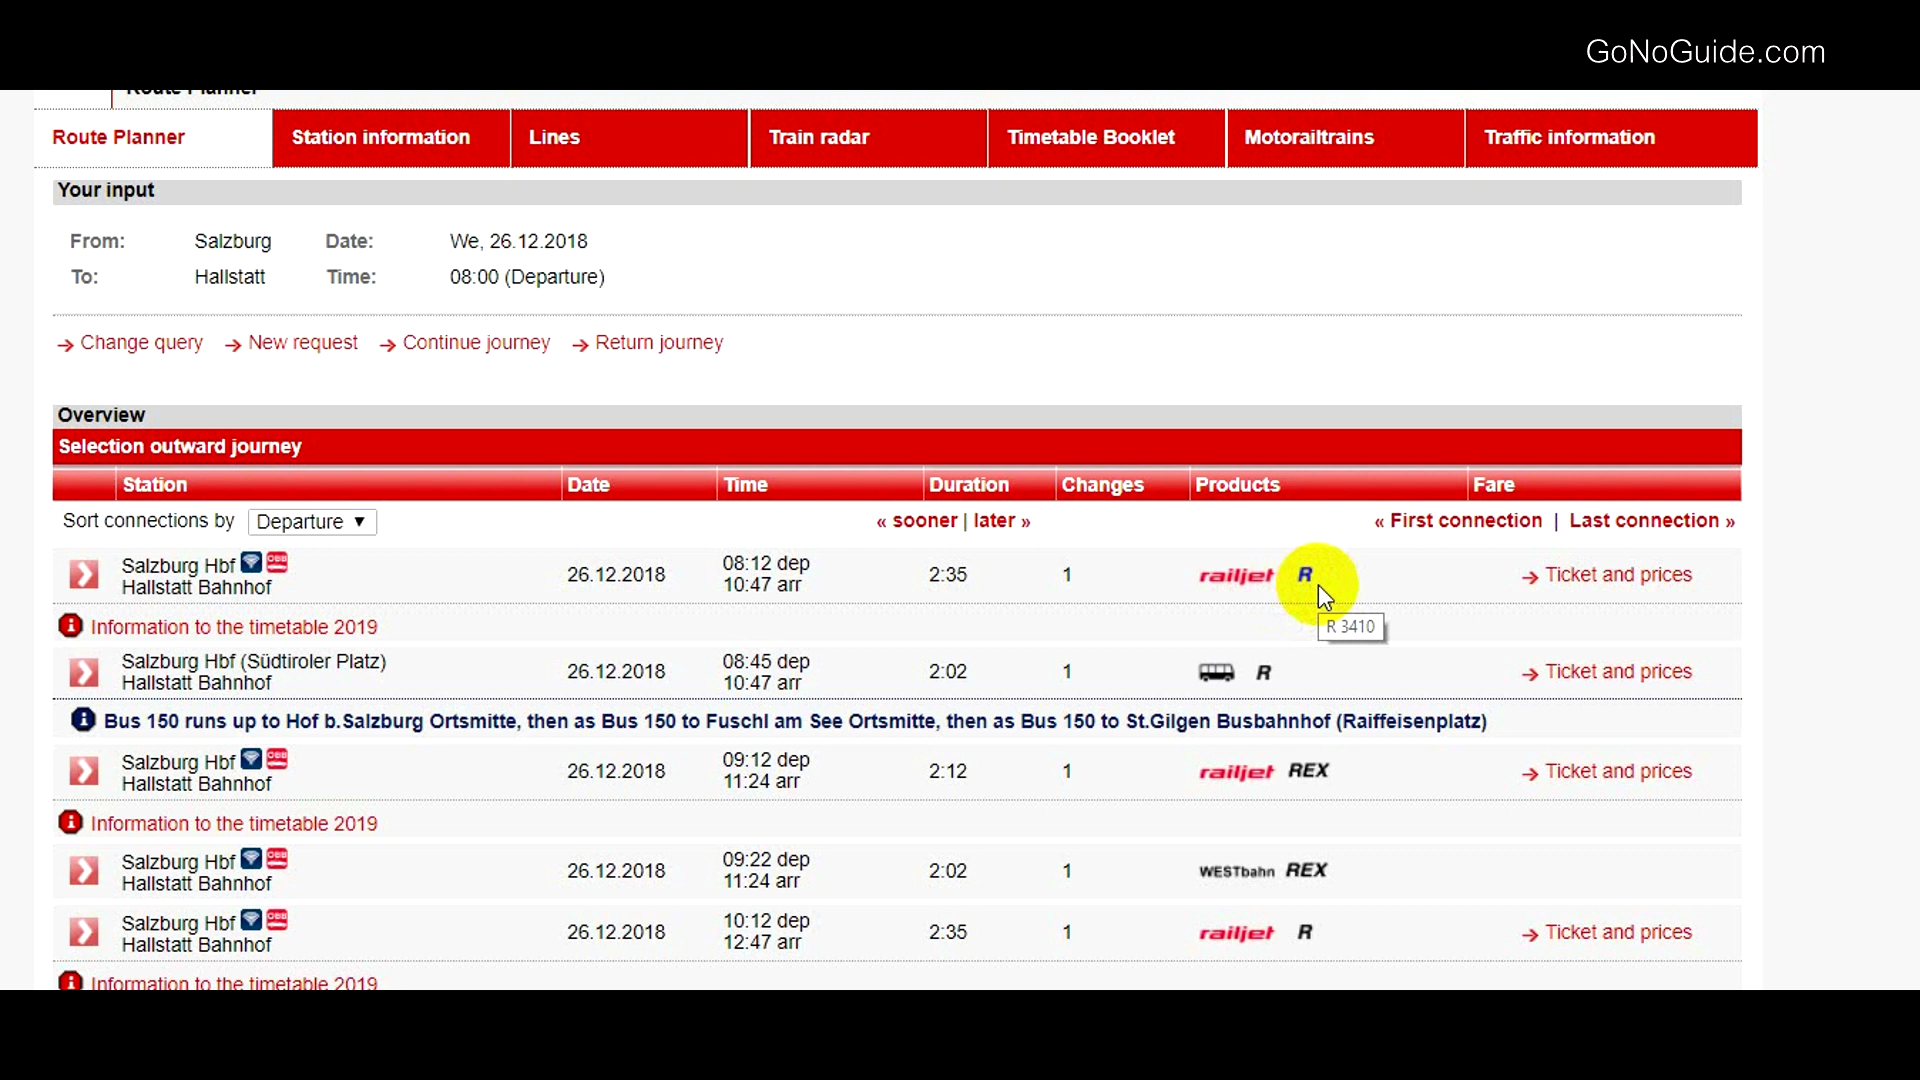 GoNoGuide.com
Route Planner
Route Planner Station information Lines Train radar Timetable Booklet Motorailtrains Traffic information
Your input
From: Salzburg Date: We, 26.12.2018
To: Hallstatt Time: 08:00 (Departure)
Change query New request Continue journey Return journey
Overview
Selection outward journey
Station Date Time Duration Changes Products Fare
Sort connections by Departure ▼ « sooner | later » « First connection | Last connection »
Salzburg Hbf ÖBB 26.12.2018 08:12 dep 2:35 1 railjet R Ticket and prices
Hallstatt Bahnhof 10:47 arr
R 3410
Information to the timetable 2019
Salzburg Hbf (Südtiroler Platz) 26.12.2018 08:45 dep 2:02 1 R Ticket and prices
Hallstatt Bahnhof 10:47 arr
Bus 150 runs up to Hof b.Salzburg Ortsmitte, then as Bus 150 to Fuschl am See Ortsmitte, then as Bus 150 to St.Gilgen Busbahnhof (Raiffeisenplatz)
Salzburg Hbf ÖBB 26.12.2018 09:12 dep 2:12 1 railjet REX Ticket and prices
Hallstatt Bahnhof 11:24 arr
Information to the timetable 2019
Salzburg Hbf ÖBB 26.12.2018 09:22 dep 2:02 1 WESTbahn REX
Hallstatt Bahnhof 11:24 arr
Salzburg Hbf ÖBB 26.12.2018 10:12 dep 2:35 1 railjet R Ticket and prices
Hallstatt Bahnhof 12:47 arr
Information to the timetable 2019